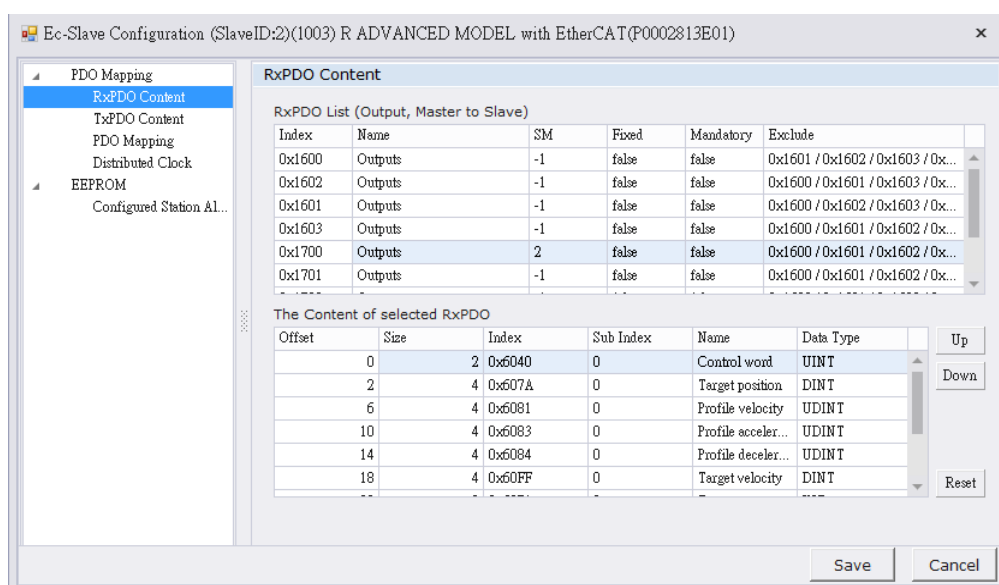 Ec-Slave Configuration (SlaveID:2)(1003) R ADVANCED MODEL with EtherCAT(P0002813E01)
PDO Mapping
RxPDO Content
TxPDO Content
PDO Mapping
Distributed Clock
EEPROM
Configured Station Al...
RxPDO Content
RxPDO List (Output, Master to Slave)
Index Name SM Fixed Mandatory Exclude
0x1600 Outputs -1 false false 0x1601 / 0x1602 / 0x1603 / 0x...
0x1602 Outputs -1 false false 0x1600 / 0x1601 / 0x1603 / 0x...
0x1601 Outputs -1 false false 0x1600 / 0x1602 / 0x1603 / 0x...
0x1603 Outputs -1 false false 0x1600 / 0x1601 / 0x1602 / 0x...
0x1700 Outputs 2 false false 0x1600 / 0x1601 / 0x1602 / 0x...
0x1701 Outputs -1 false false 0x1600 / 0x1601 / 0x1602 / 0x...
The Content of selected RxPDO
Offset Size Index Sub Index Name Data Type
0 2 0x6040 0 Control word UINT
2 4 0x607A 0 Target position DINT
6 4 0x6081 0 Profile velocity UDINT
10 4 0x6083 0 Profile acceler... UDINT
14 4 0x6084 0 Profile deceler... UDINT
18 4 0x60FF 0 Target velocity DINT
Up
Down
Reset
Save
Cancel